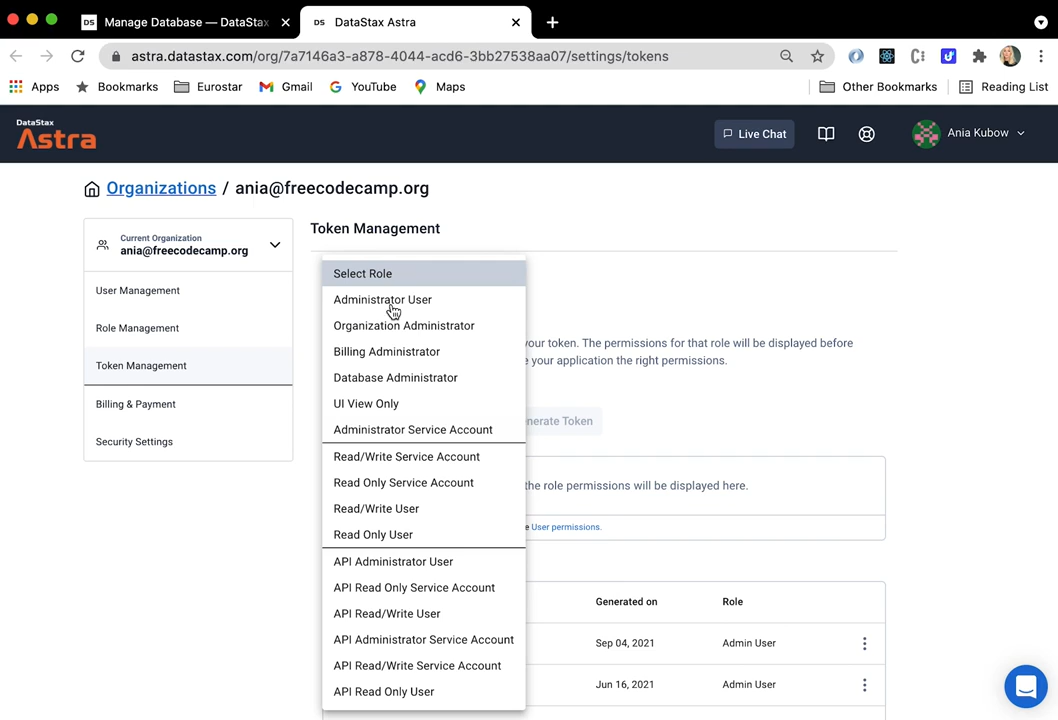 DS Manage Database — DataStax
DS DataStax Astra
astra.datastax.com/org/7a7146a3-a878-4044-acd6-3bb27538aa07/settings/tokens
Apps
Bookmarks
Eurostar
Gmail
YouTube
Maps
Other Bookmarks
Reading List
DataStax
Astra
Live Chat
Ania Kubow
Organizations / ania@freecodecamp.org
Current Organization
ania@freecodecamp.org
User Management
Role Management
Token Management
Billing & Payment
Security Settings
Token Management
Select Role
Administrator User
Organization Administrator
Billing Administrator
Database Administrator
UI View Only
Administrator Service Account
Read/Write Service Account
Read Only Service Account
Read/Write User
Read Only User
API Administrator User
API Read Only Service Account
API Read/Write User
API Administrator Service Account
API Read/Write Service Account
API Read Only User
your token. The permissions for that role will be displayed before
your application the right permissions.
nerate Token
the role permissions will be displayed here.
User permissions.
Generated on
Role
Sep 04, 2021
Admin User
Jun 16, 2021
Admin User